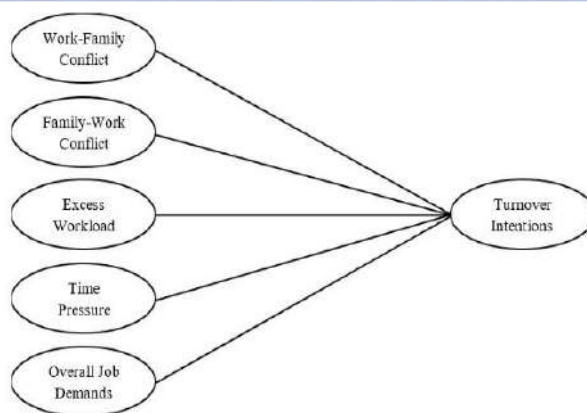 Work-Family
Conflict
Family-Work
Conflict
Excess
Workload
Turnover
Intentions
Time
Pressure
Overall Job
Demands